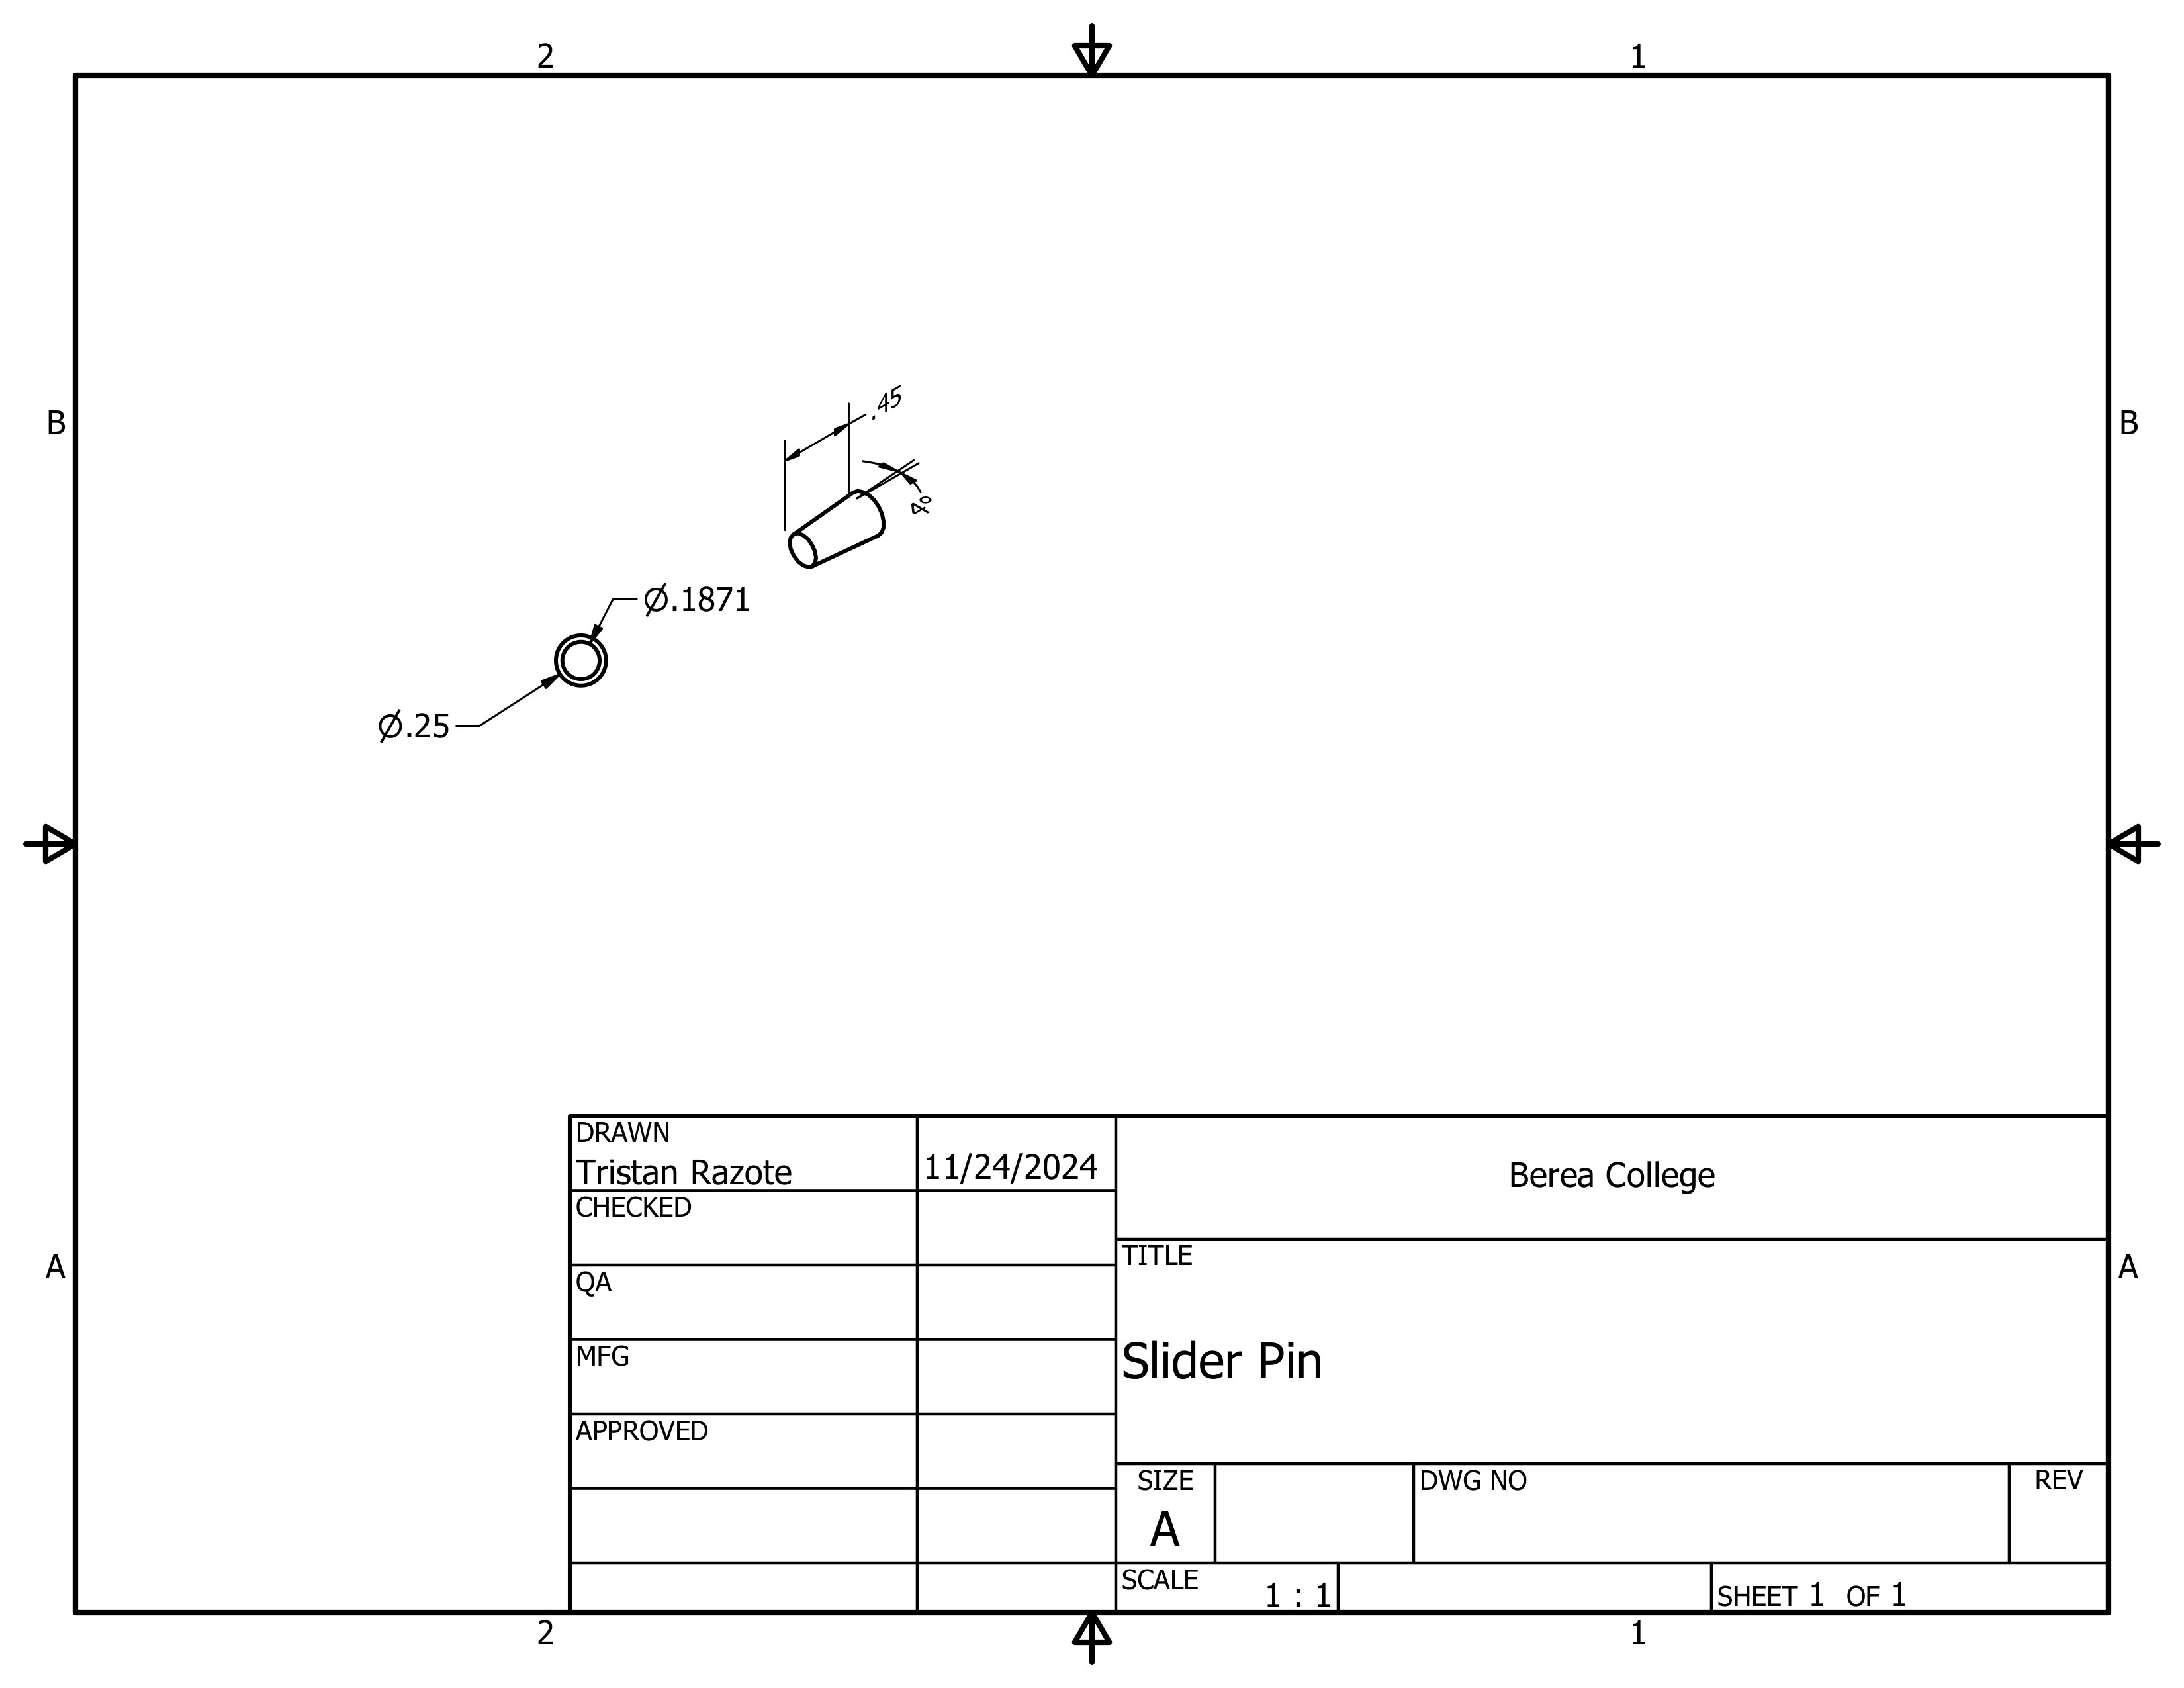 2
1
B
B
.45
4°
⌀.1871
⌀.25
A
A
DRAWN
Tristan Razote
11/24/2024
Berea College
CHECKED
TITLE
QA
Slider Pin
MFG
APPROVED
SIZE
A
DWG NO
REV
SCALE
1 : 1
SHEET 1 OF 1
2
1